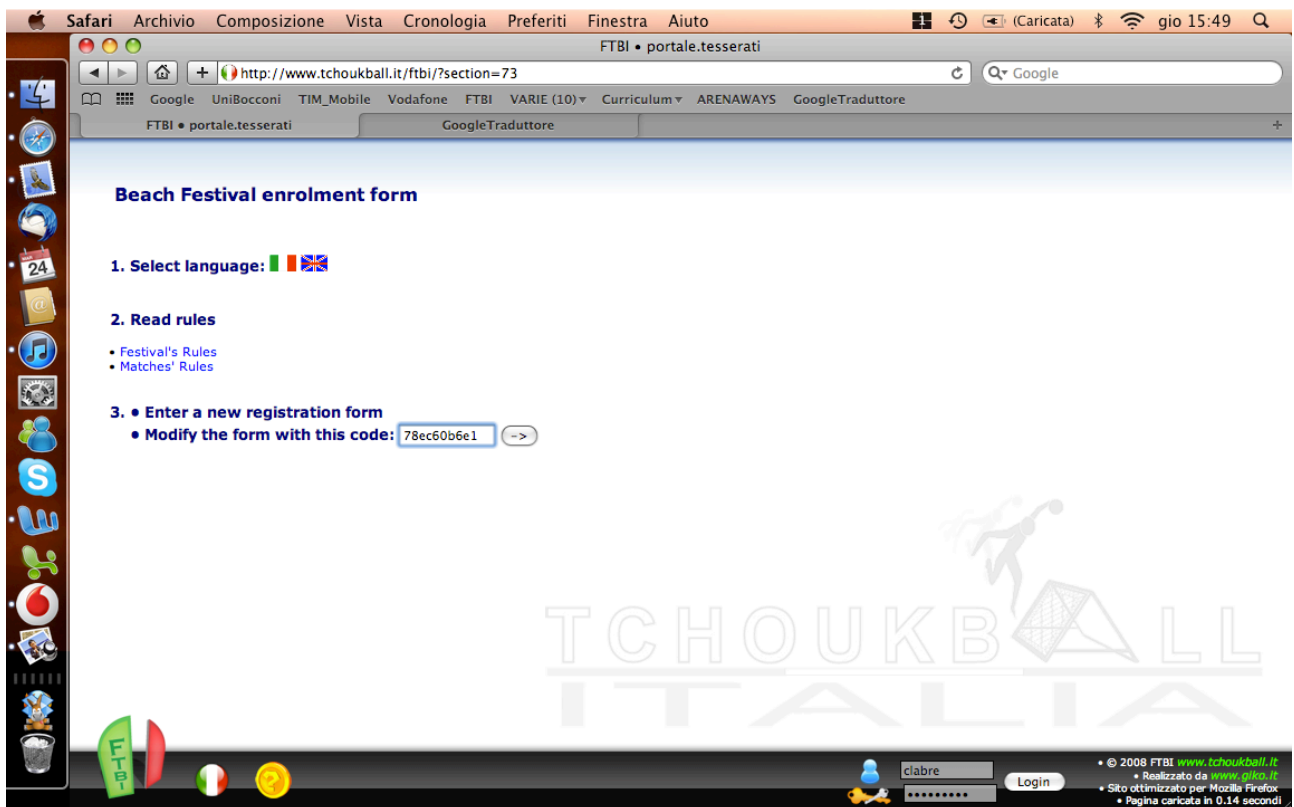 Safari Archivio Composizione Vista Cronologia Preferiti Finestra Aiuto 1 (Caricata) gio 15:49
FTBI • portale.tesserati
http://www.tchoukball.it/ftbi/?section=73 Google
Google UniBocconi TIM_Mobile Vodafone FTBI VARIE (10) Curriculum ARENAWAYS GoogleTraduttore
FTBI • portale.tesserati GoogleTraduttore
Beach Festival enrolment form
24
1. Select language:
2. Read rules
• Festival's Rules
• Matches' Rules
3. • Enter a new registration form
• Modify the form with this code: 78ec60b6e1 ->
TCHOUKBALL
ITALIA
FTBI
clabre
••••••••• Login
• © 2008 FTBI www.tchoukball.it
• Realizzato da www.giko.it
• Sito ottimizzato per Mozilla Firefox
• Pagina caricata in 0.14 secondi